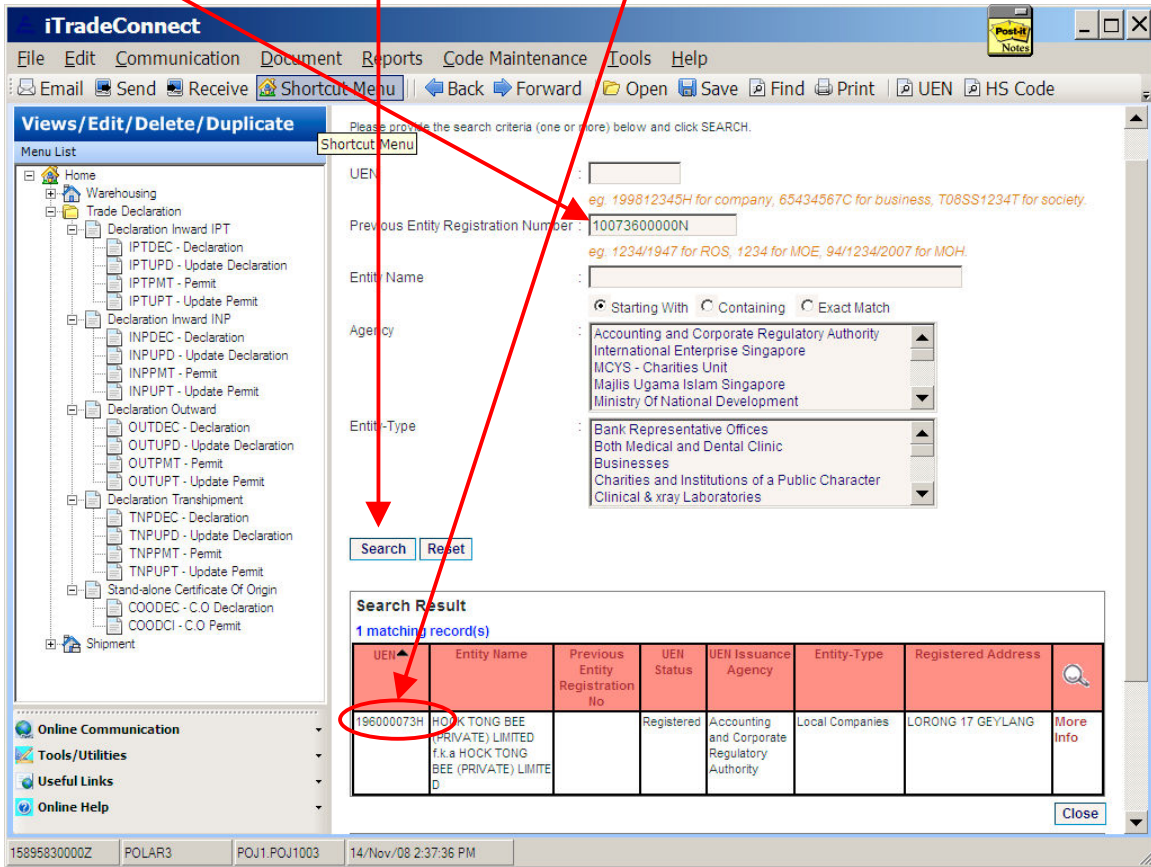 iTradeConnect
Post-it
Notes
File Edit Communication Document Reports Code Maintenance Tools Help
Email Send Receive Shortcut Menu Back Forward Open Save Find Print UEN HS Code
Views/Edit/Delete/Duplicate
Menu List
Home
Warehousing
Trade Declaration
Declaration Inward IPT
IPTDEC - Declaration
IPTUPD - Update Declaration
IPTPMT - Permit
IPTUPT - Update Permit
Declaration Inward INP
INPDEC - Declaration
INPUPD - Update Declaration
INPPMT - Permit
INPUPT - Update Permit
Declaration Outward
OUTDEC - Declaration
OUTUPD - Update Declaration
OUTPMT - Permit
OUTUPT - Update Permit
Declaration Transhipment
TNPDEC - Declaration
TNPUPD - Update Declaration
TNPPMT - Permit
TNPUPT - Update Permit
Stand-alone Certificate Of Origin
COODEC - C.O Declaration
COODCI - C.O Permit
Shipment
Online Communication
Tools/Utilities
Useful Links
Online Help
Please provide the search criteria (one or more) below and click SEARCH.
Shortcut Menu
UEN :
eg. 199812345H for company, 65434567C for business, T08SS1234T for society.
Previous Entity Registration Number : 10073600000N
eg. 1234/1947 for ROS, 1234 for MOE, 94/1234/2007 for MOH.
Entity Name :
Starting With Containing Exact Match
Agency :
Accounting and Corporate Regulatory Authority
International Enterprise Singapore
MCYS - Charities Unit
Majlis Ugama Islam Singapore
Ministry Of National Development
Entity-Type :
Bank Representative Offices
Both Medical and Dental Clinic
Businesses
Charities and Institutions of a Public Character
Clinical & xray Laboratories
Search Reset
Search Result
1 matching record(s)
UEN
Entity Name
Previous
Entity
Registration
No
UEN
Status
UEN Issuance
Agency
Entity-Type
Registered Address
196000073H
HOCK TONG BEE
(PRIVATE) LIMITED
f.k.a HOCK TONG
BEE (PRIVATE) LIMITE
D
Registered
Accounting
and Corporate
Regulatory
Authority
Local Companies
LORONG 17 GEYLANG
More
Info
Close
15895830000Z POLAR3 POJ1.POJ1003 14/Nov/08 2:37:36 PM